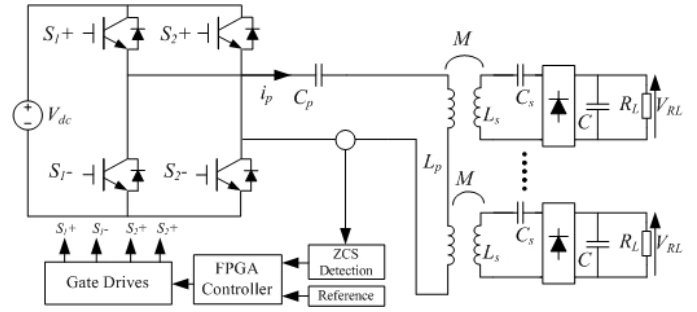 S1+
S2+
M
ip
Cp
Cs
RL
VRL
Ls
C
Vdc
Lp
S1-
S2-
M
Cs
RL
VRL
Ls
C
S1+ S1- S2+ S2+
ZCS
Detection
FPGA
Controller
Gate Drives
Reference